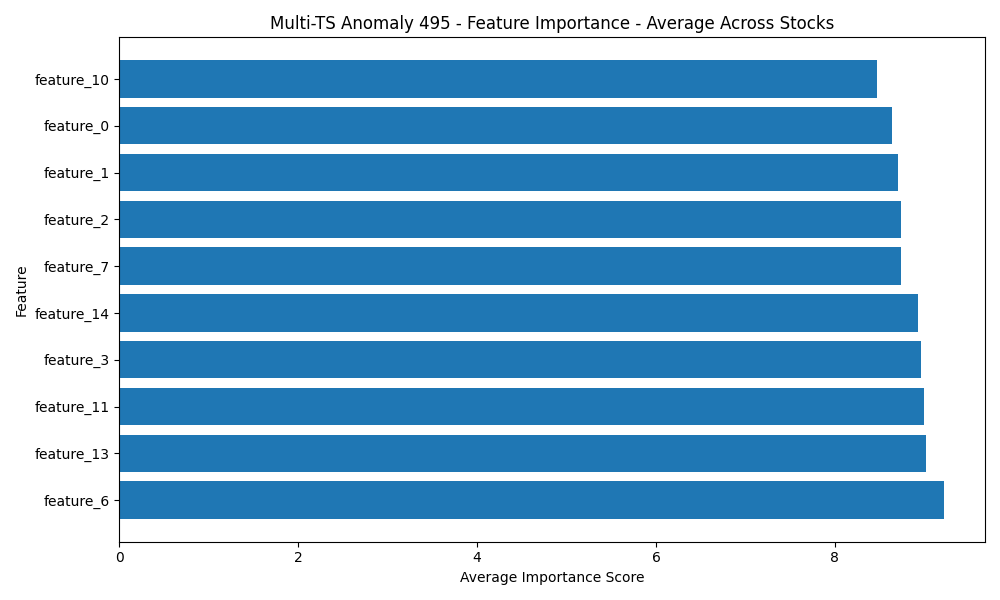 Multi-TS Anomaly 495 - Feature Importance - Average Across Stocks
feature_10
feature_0
feature_1
feature_2
feature_7
feature_14
feature_3
feature_11
feature_13
feature_6
Feature
0 2 4 6 8
Average Importance Score